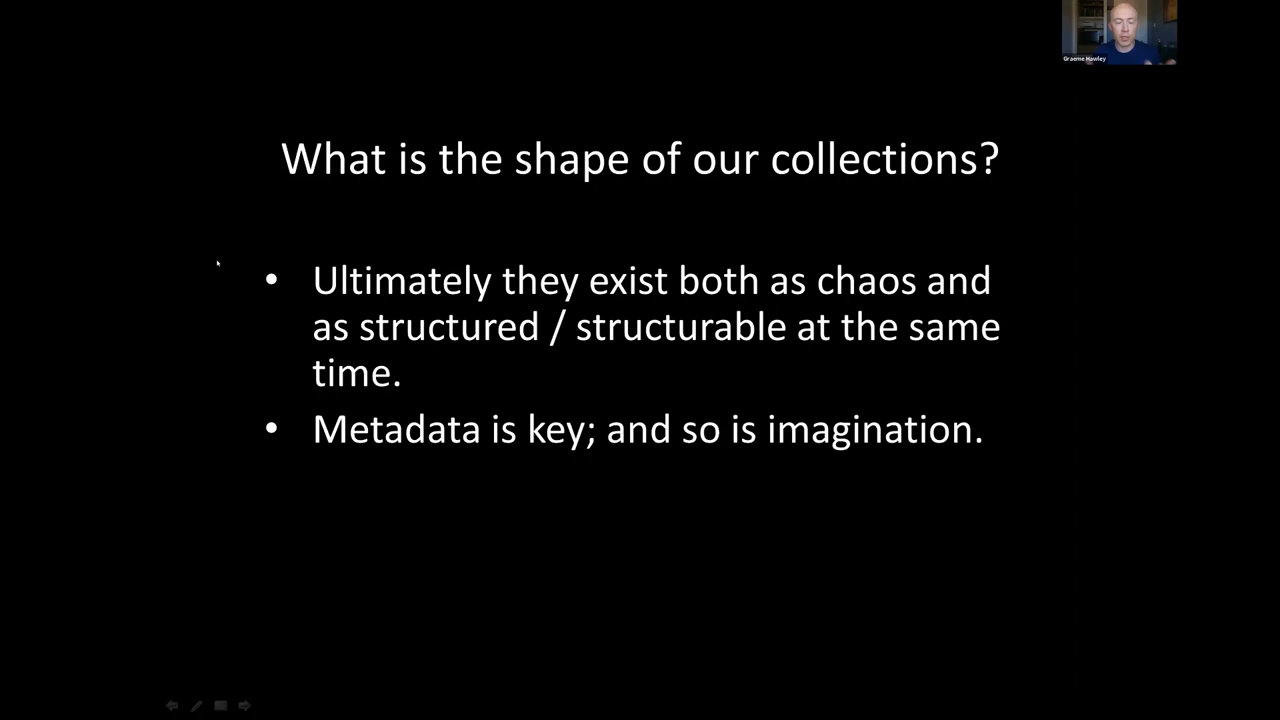 Graeme Hawley
What is the shape of our collections?
• Ultimately they exist both as chaos and
as structured / structurable at the same
time.
• Metadata is key; and so is imagination.